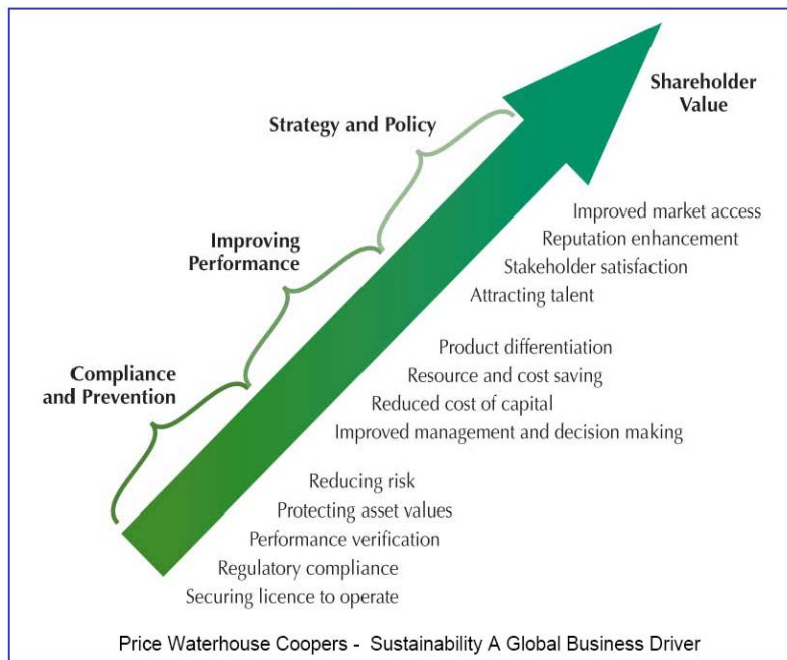 Shareholder
Value
Strategy and Policy
Improved market access
Reputation enhancement
Stakeholder satisfaction
Attracting talent
Improving
Performance
Product differentiation
Resource and cost saving
Reduced cost of capital
Improved management and decision making
Compliance
and Prevention
Reducing risk
Protecting asset values
Performance verification
Regulatory compliance
Securing licence to operate
Price Waterhouse Coopers - Sustainability A Global Business Driver